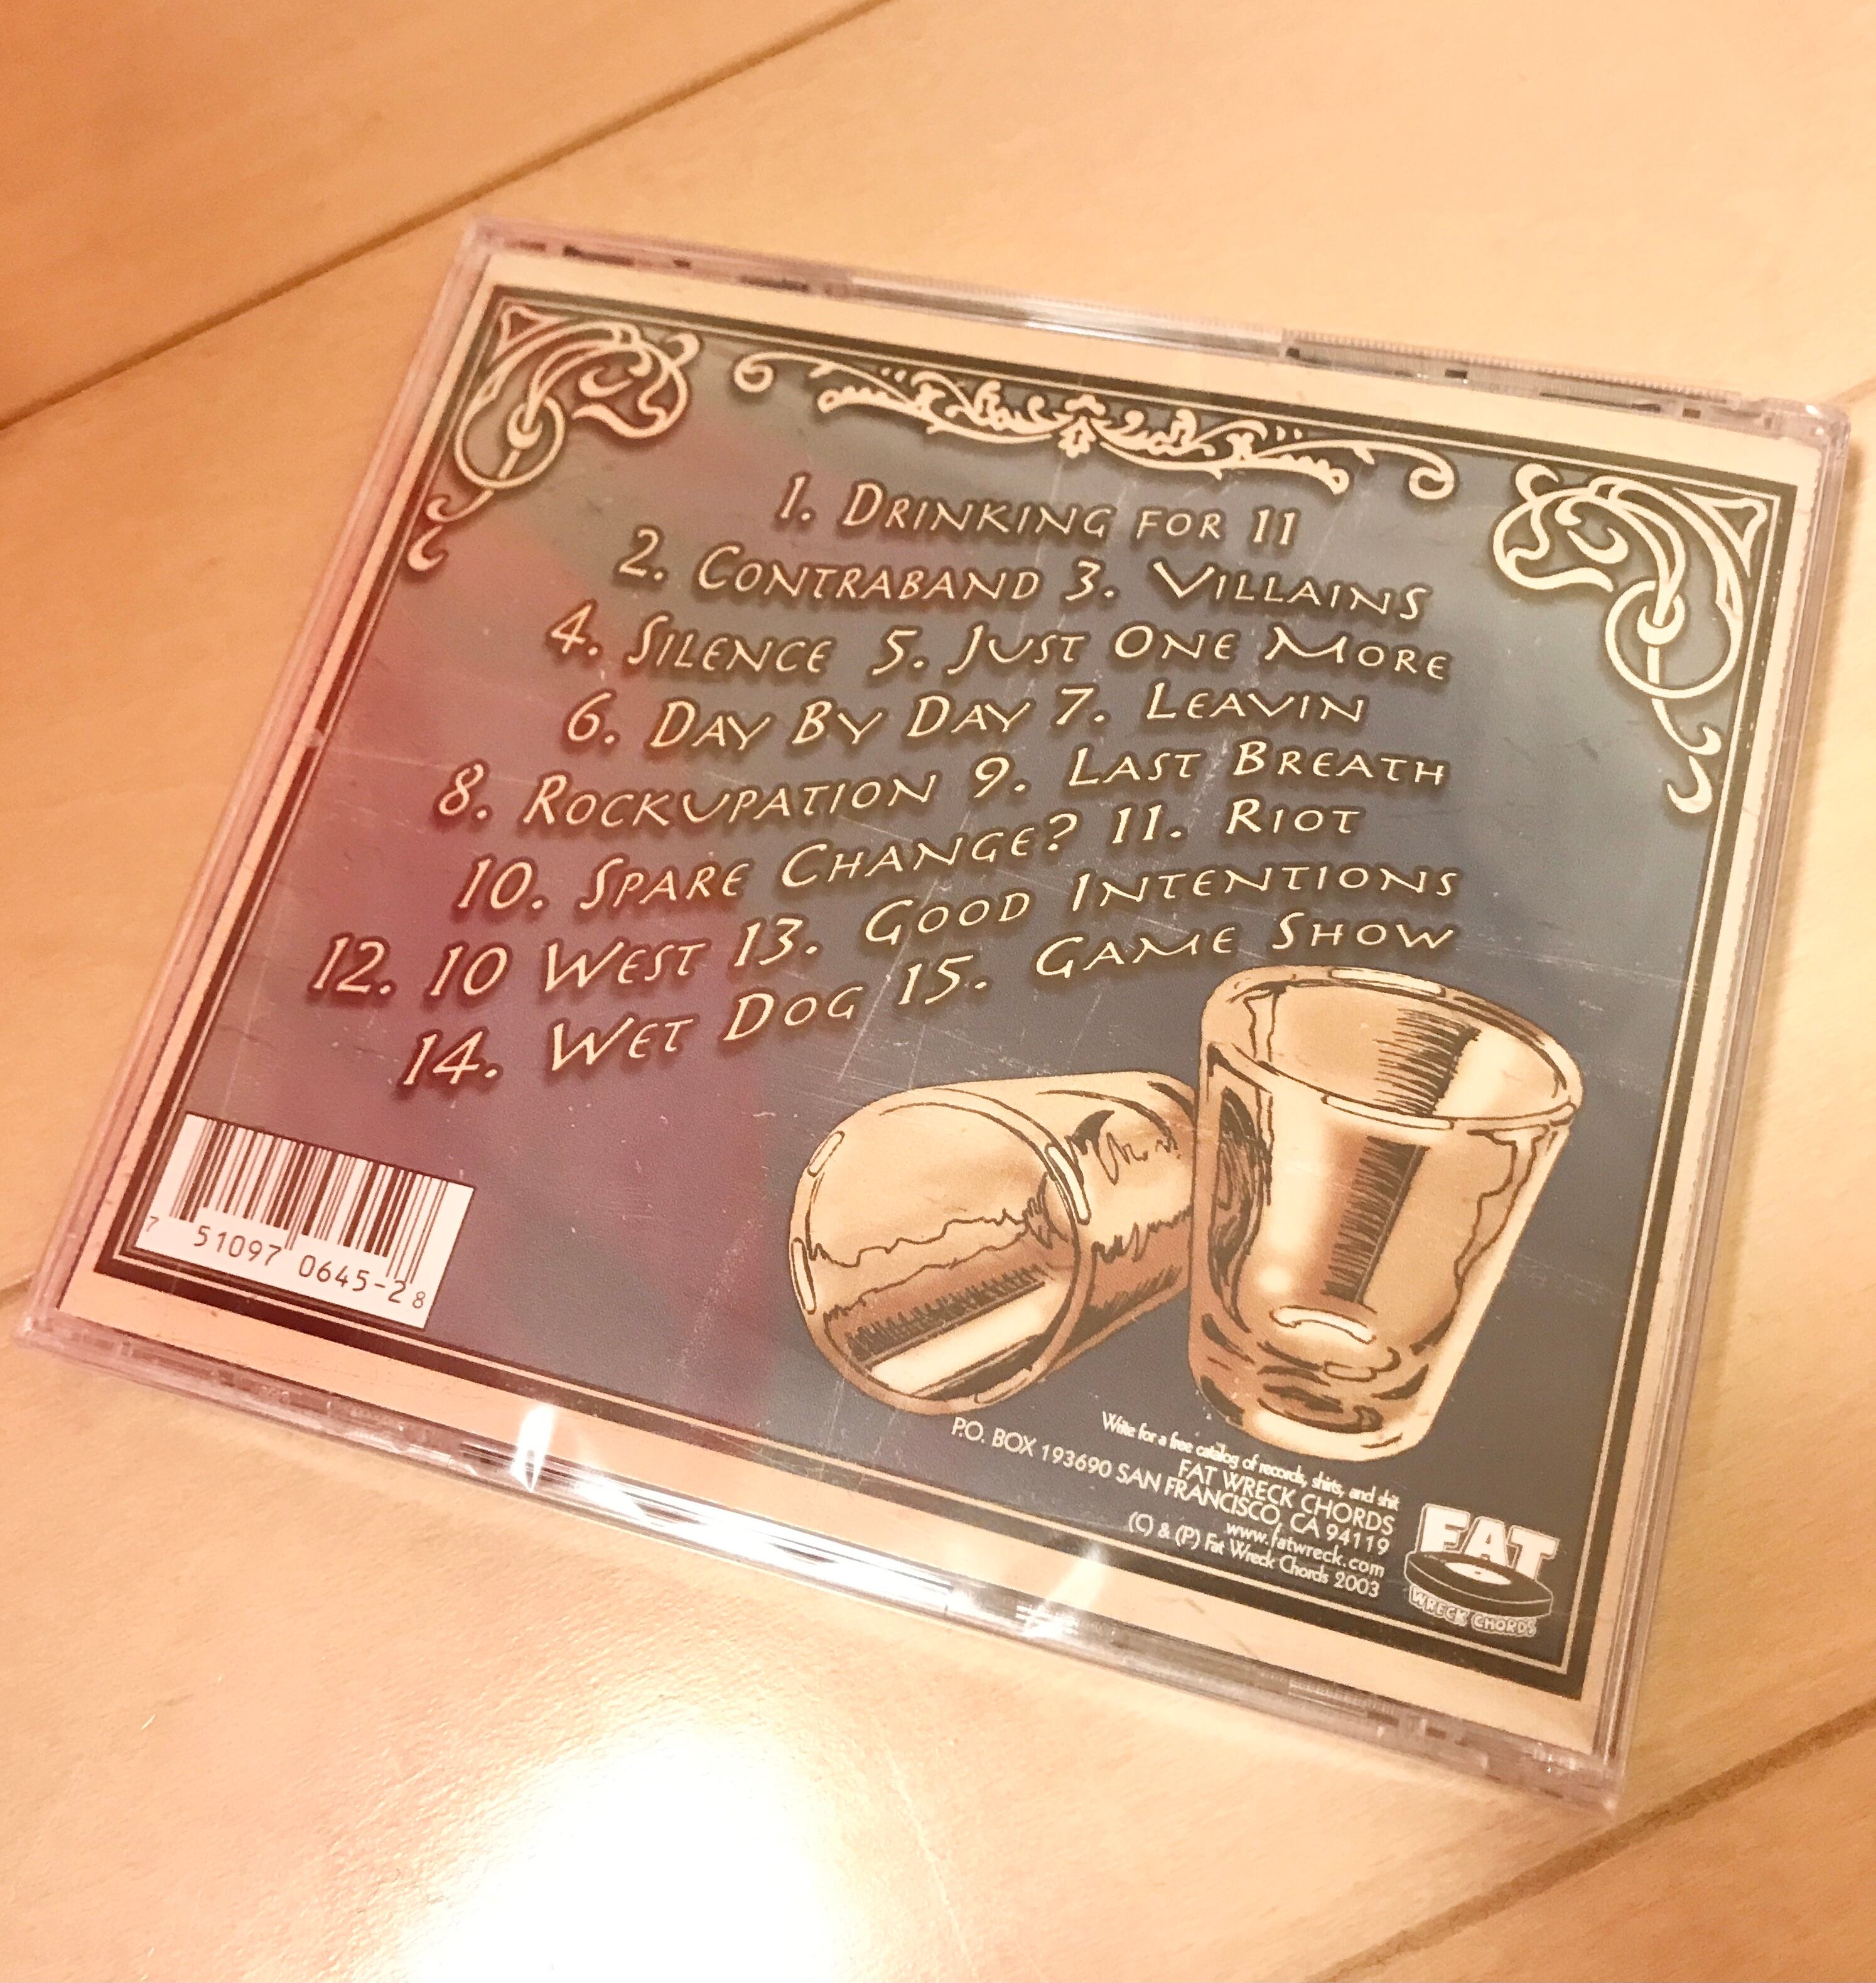 1. DRINKING FOR 11
2. CONTRABAND 3. VILLAINS
4. SILENCE 5. JUST ONE MORE
6. DAY BY DAY 7. LEAVIN
8. ROCKUPATION 9. LAST BREATH
10. SPARE CHANGE? 11. RIOT
12. 10 WEST 13. GOOD INTENTIONS
14. WET DOG 15. GAME SHOW
7 51097 0645-2 8
Write for a free catalog of records, shirts, and shit
FAT WRECK CHORDS
P.O. BOX 193690 SAN FRANCISCO, CA 94119
www.fatwreck.com
(C) & (P) Fat Wreck Chords 2003
FAT
WRECK CHORDS